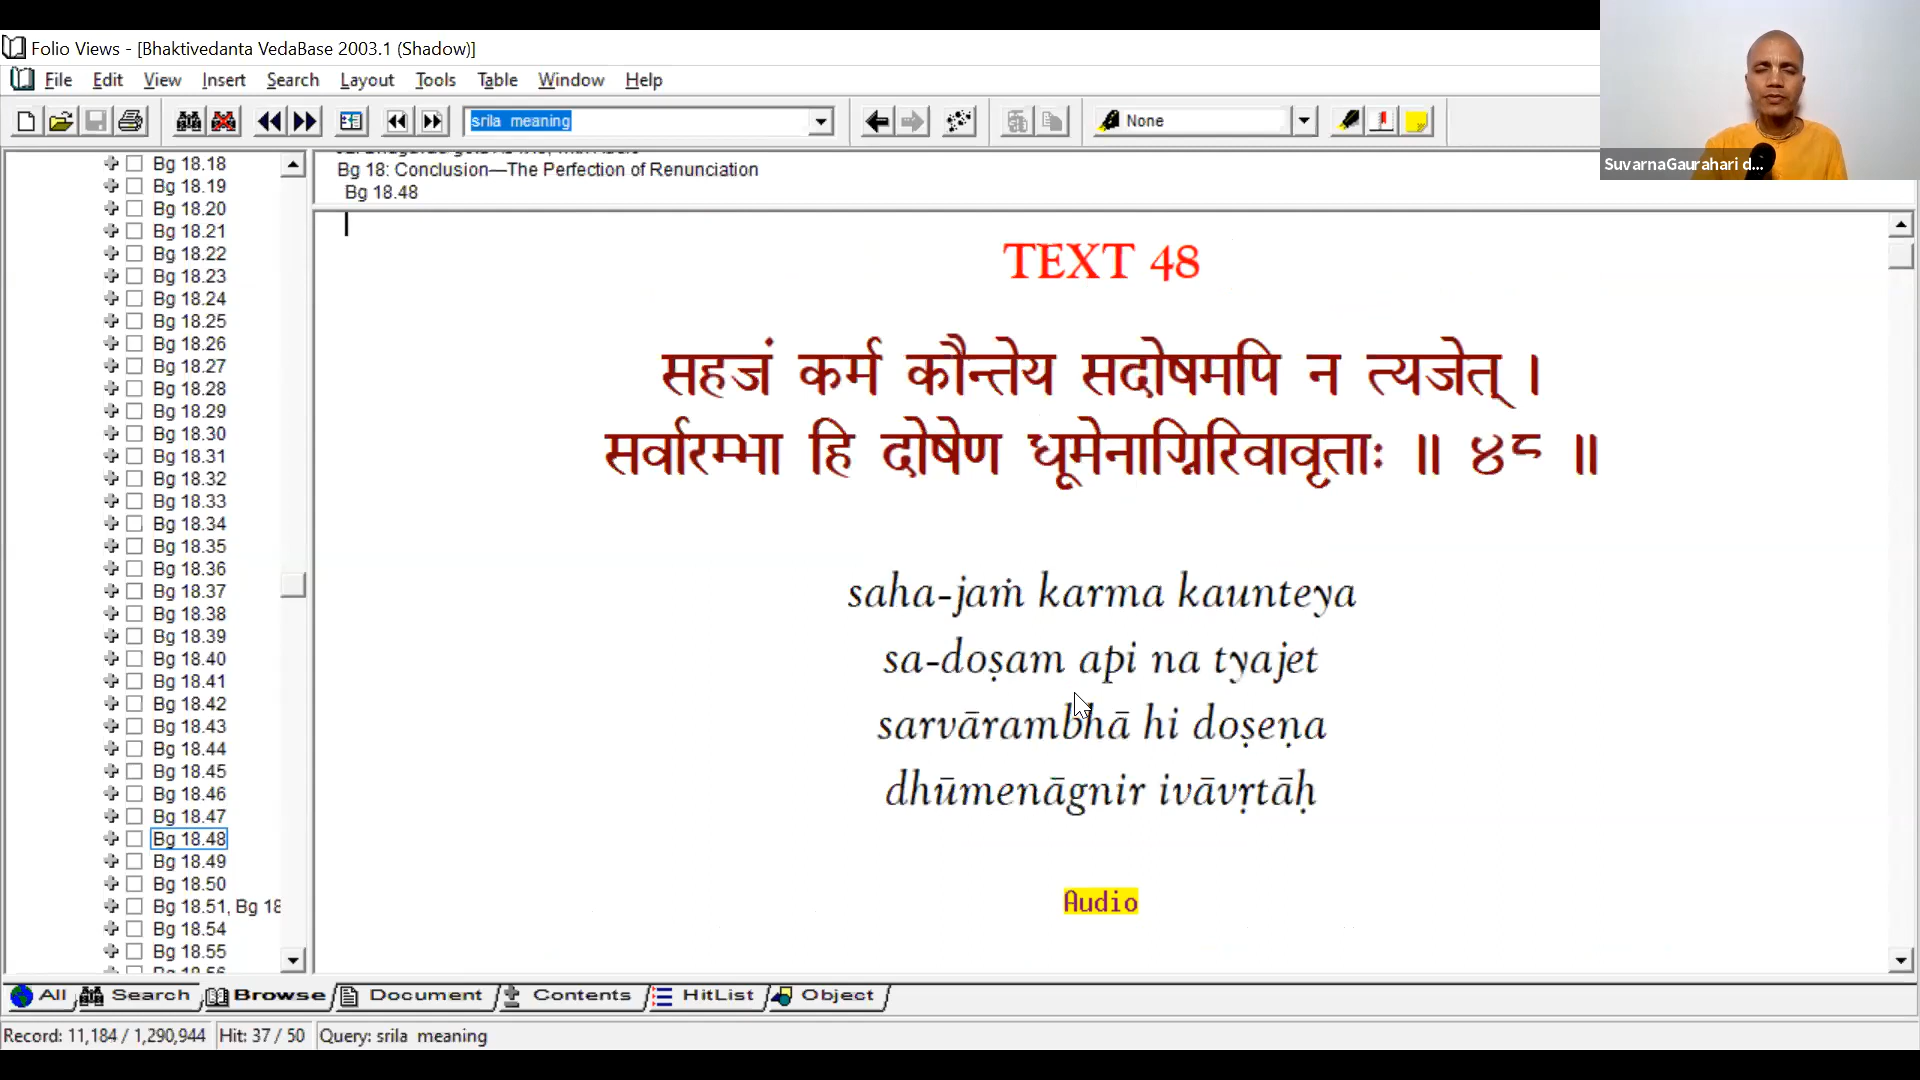 Folio Views - [Bhaktivedanta VedaBase 2003.1 (Shadow)]
File Edit View Insert Search Layout Tools Table Window Help
srila meaning
None
SuvarnaGaurahari d...
Bg 18: Conclusion—The Perfection of Renunciation
Bg 18.48
Bg 18.18
Bg 18.19
Bg 18.20
Bg 18.21
Bg 18.22
Bg 18.23
Bg 18.24
Bg 18.25
Bg 18.26
Bg 18.27
Bg 18.28
Bg 18.29
Bg 18.30
Bg 18.31
Bg 18.32
Bg 18.33
Bg 18.34
Bg 18.35
Bg 18.36
Bg 18.37
Bg 18.38
Bg 18.39
Bg 18.40
Bg 18.41
Bg 18.42
Bg 18.43
Bg 18.44
Bg 18.45
Bg 18.46
Bg 18.47
Bg 18.48
Bg 18.49
Bg 18.50
Bg 18.51, Bg 18
Bg 18.54
Bg 18.55
TEXT 48
सहजं कर्म कौन्तेय सदोषमपि न त्यजेत् ।
सर्वारम्भा हि दोषेण धूमेनाग्निरिवावृताः ॥ ४८ ॥
saha-jaṁ karma kaunteya
sa-doṣam api na tyajet
sarvārambhā hi doṣeṇa
dhūmenāgnir ivāvṛtāḥ
Audio
All Search Browse Document Contents HitList Object
Record: 11,184 / 1,290,944 Hit: 37 / 50 Query: srila meaning